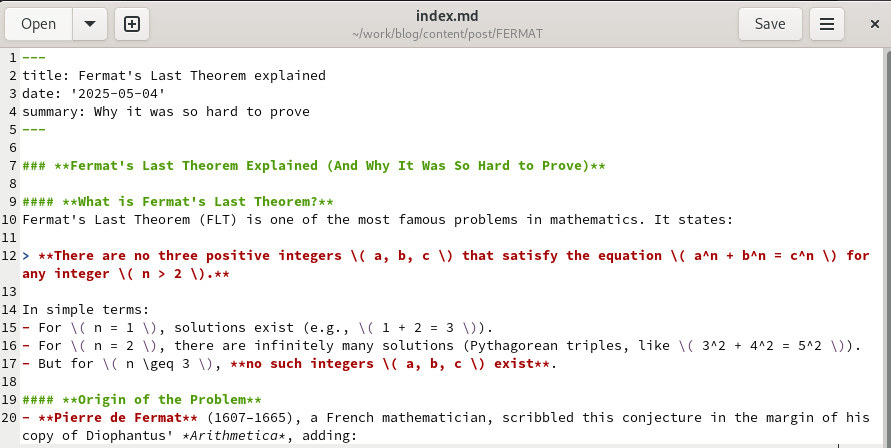 Open
index.md
~/work/blog/content/post/FERMAT
Save
1 ---
2 title: Fermat's Last Theorem explained
3 date: '2025-05-04'
4 summary: Why it was so hard to prove
5 ---
6
7 ### **Fermat's Last Theorem Explained (And Why It Was So Hard to Prove)**
8
9 #### **What is Fermat's Last Theorem?**
10 Fermat's Last Theorem (FLT) is one of the most famous problems in mathematics. It states:
11
12 > **There are no three positive integers \( a, b, c \) that satisfy the equation \( a^n + b^n = c^n \) for
any integer \( n > 2 \).**
13
14 In simple terms:
15 - For \( n = 1 \), solutions exist (e.g., \( 1 + 2 = 3 \)).
16 - For \( n = 2 \), there are infinitely many solutions (Pythagorean triples, like \( 3^2 + 4^2 = 5^2 \)).
17 - But for \( n \geq 3 \), **no such integers \( a, b, c \) exist**.
18
19 #### **Origin of the Problem**
20 - **Pierre de Fermat** (1607–1665), a French mathematician, scribbled this conjecture in the margin of his
copy of Diophantus' *Arithmetica*, adding: